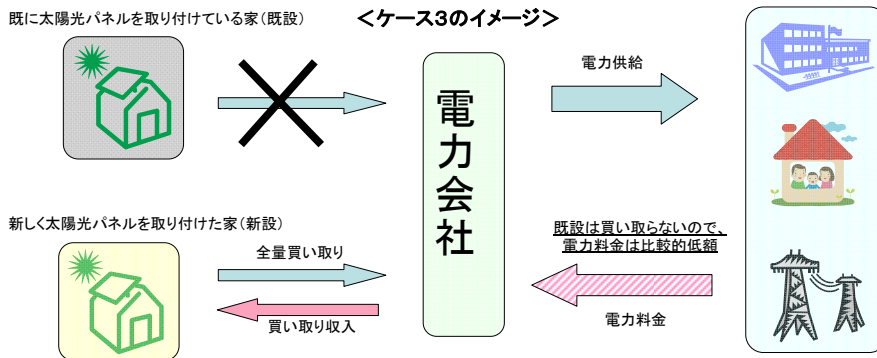 既に太陽光パネルを取り付けている家(既設)
＜ケース3のイメージ＞
電力会社
電力供給
新しく太陽光パネルを取り付けた家(新設)
全量買い取り
買い取り収入
既設は買い取らないので、
電力料金は比較的低額
電力料金